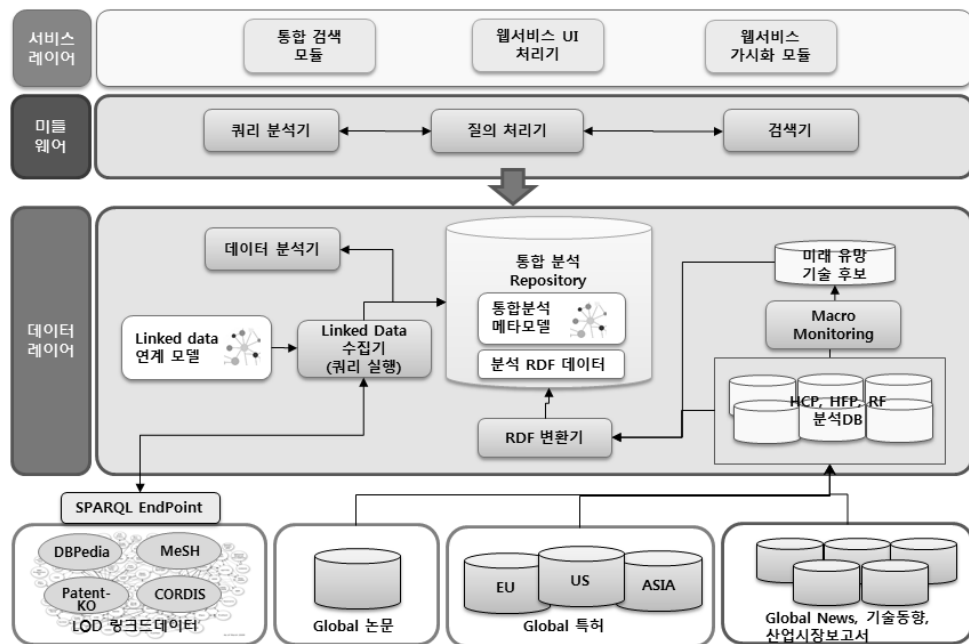 서비스
레이어
통합 검색
모듈
웹서비스 UI
처리기
웹서비스
가시화 모듈
미들
웨어
쿼리 분석기
질의 처리기
검색기
데이터
레이어
데이터 분석기
통합 분석
Repository
미래 유망
기술 후보
Linked data
연계 모델
Linked Data
수집기
(쿼리 실행)
통합분석
메타모델
분석 RDF 데이터
Macro
Monitoring
RDF 변환기
HCP, HFP, RF
분석DB
SPARQL EndPoint
DBPedia
MeSH
Patent-
KO
CORDIS
LOD 링크드데이터
Global 논문
EU
US
ASIA
Global 특허
Global News, 기술동향,
산업시장보고서